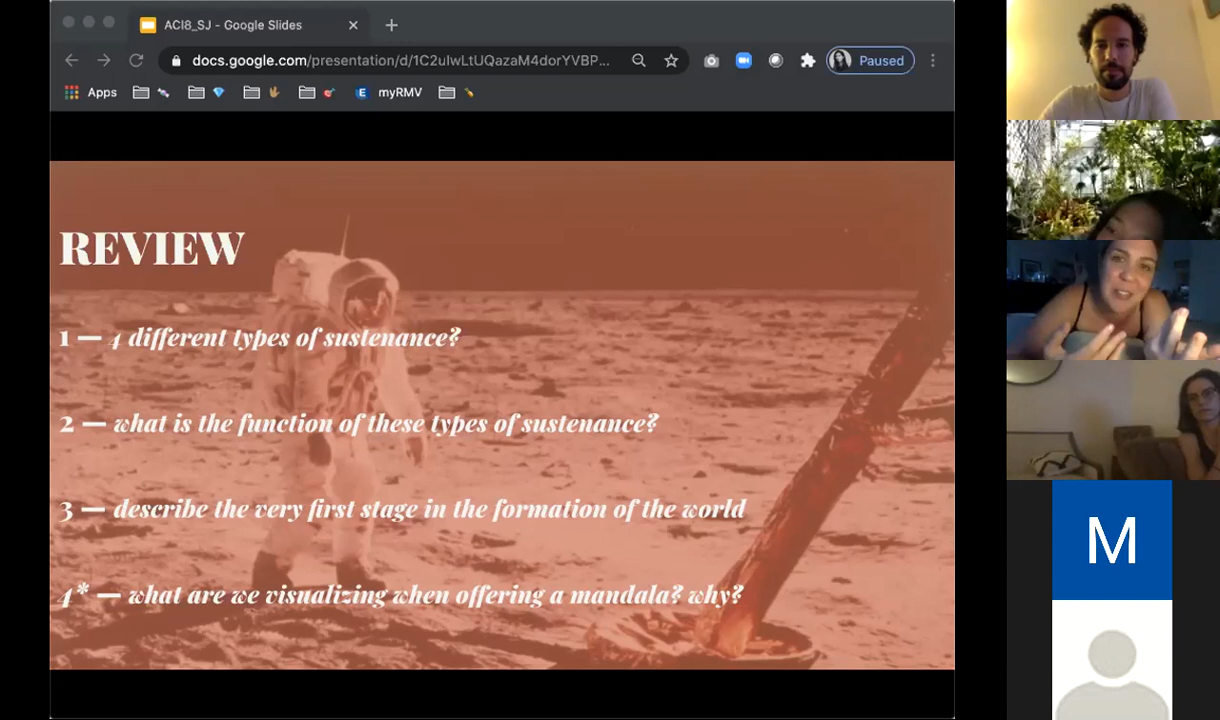 ACI8_SJ - Google Slides
docs.google.com/presentation/d/1C2uIwLtUQazaM4dorYVBP...
Paused
Apps
E myRMV
REVIEW
1 — 4 different types of sustenance?
2 — what is the function of these types of sustenance?
3 — describe the very first stage in the formation of the world
4* — what are we visualizing when offering a mandala? why?
M